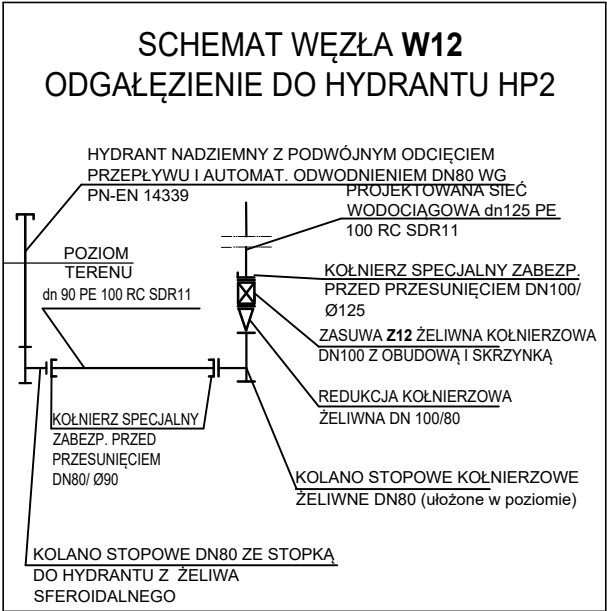 SCHEMAT WĘZŁA W12
ODGAŁĘZIENIE DO HYDRANTU HP2
HYDRANT NADZIEMNY Z PODWÓJNYM ODCIĘCIEM
PRZEPŁYWU I AUTOMAT. ODWODNIENIEM DN80 WG
PN-EN 14339
PROJEKTOWANA SIEĆ
WODOCIĄGOWA dn125 PE
100 RC SDR11
POZIOM
TERENU
dn 90 PE 100 RC SDR11
KOŁNIERZ SPECJALNY ZABEZP.
PRZED PRZESUNIĘCIEM DN100/
Ø125
ZASUWA Z12 ŻELIWNA KOŁNIERZOWA
DN100 Z OBUDOWĄ I SKRZYNKĄ
REDUKCJA KOŁNIERZOWA
ŻELIWNA DN 100/80
KOŁNIERZ SPECJALNY
ZABEZP. PRZED
PRZESUNIĘCIEM
DN80/ Ø90
KOLANO STOPOWE KOŁNIERZOWE
ŻELIWNE DN80 (ułożone w poziomie)
KOLANO STOPOWE DN80 ZE STOPKĄ
DO HYDRANTU Z ŻELIWA
SFEROIDALNEGO